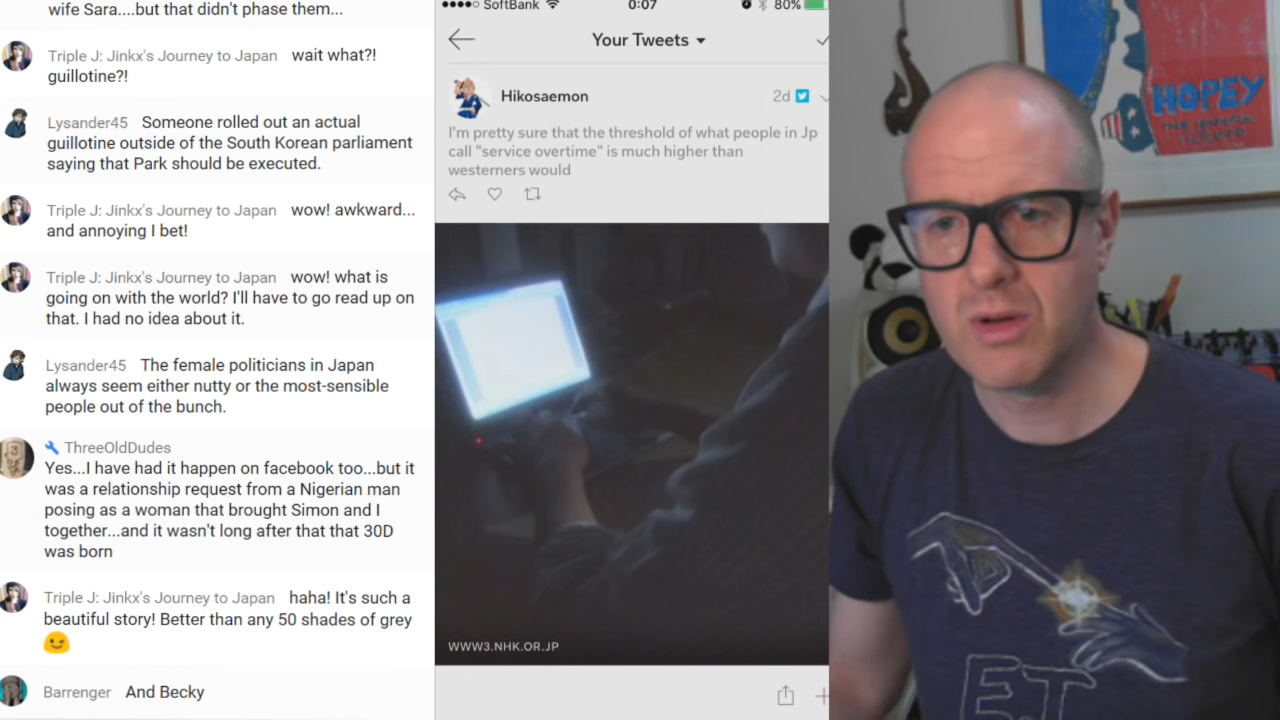 wife Sara....but that didn't phase them...
Triple J: Jinkx's Journey to Japan wait what?!
guillotine?!
Lysander45 Someone rolled out an actual
guillotine outside of the South Korean parliament
saying that Park should be executed.
Triple J: Jinkx's Journey to Japan wow! awkward...
and annoying I bet!
Triple J: Jinkx's Journey to Japan wow! what is
going on with the world? I'll have to go read up on
that. I had no idea about it.
Lysander45 The female politicians in Japan
always seem either nutty or the most-sensible
people out of the bunch.
ThreeOldDudes
Yes...I have had it happen on facebook too...but it
was a relationship request from a Nigerian man
posing as a woman that brought Simon and I
together...and it wasn't long after that that 30D
was born
Triple J: Jinkx's Journey to Japan haha! It's such a
beautiful story! Better than any 50 shades of grey
Barrenger And Becky
SoftBank 0:07 80%
Your Tweets
Hikosaemon 2d
I'm pretty sure that the threshold of what people in Jp
call "service overtime" is much higher than
westerners would
WWW3.NHK.OR.JP
HOPEY
E.T